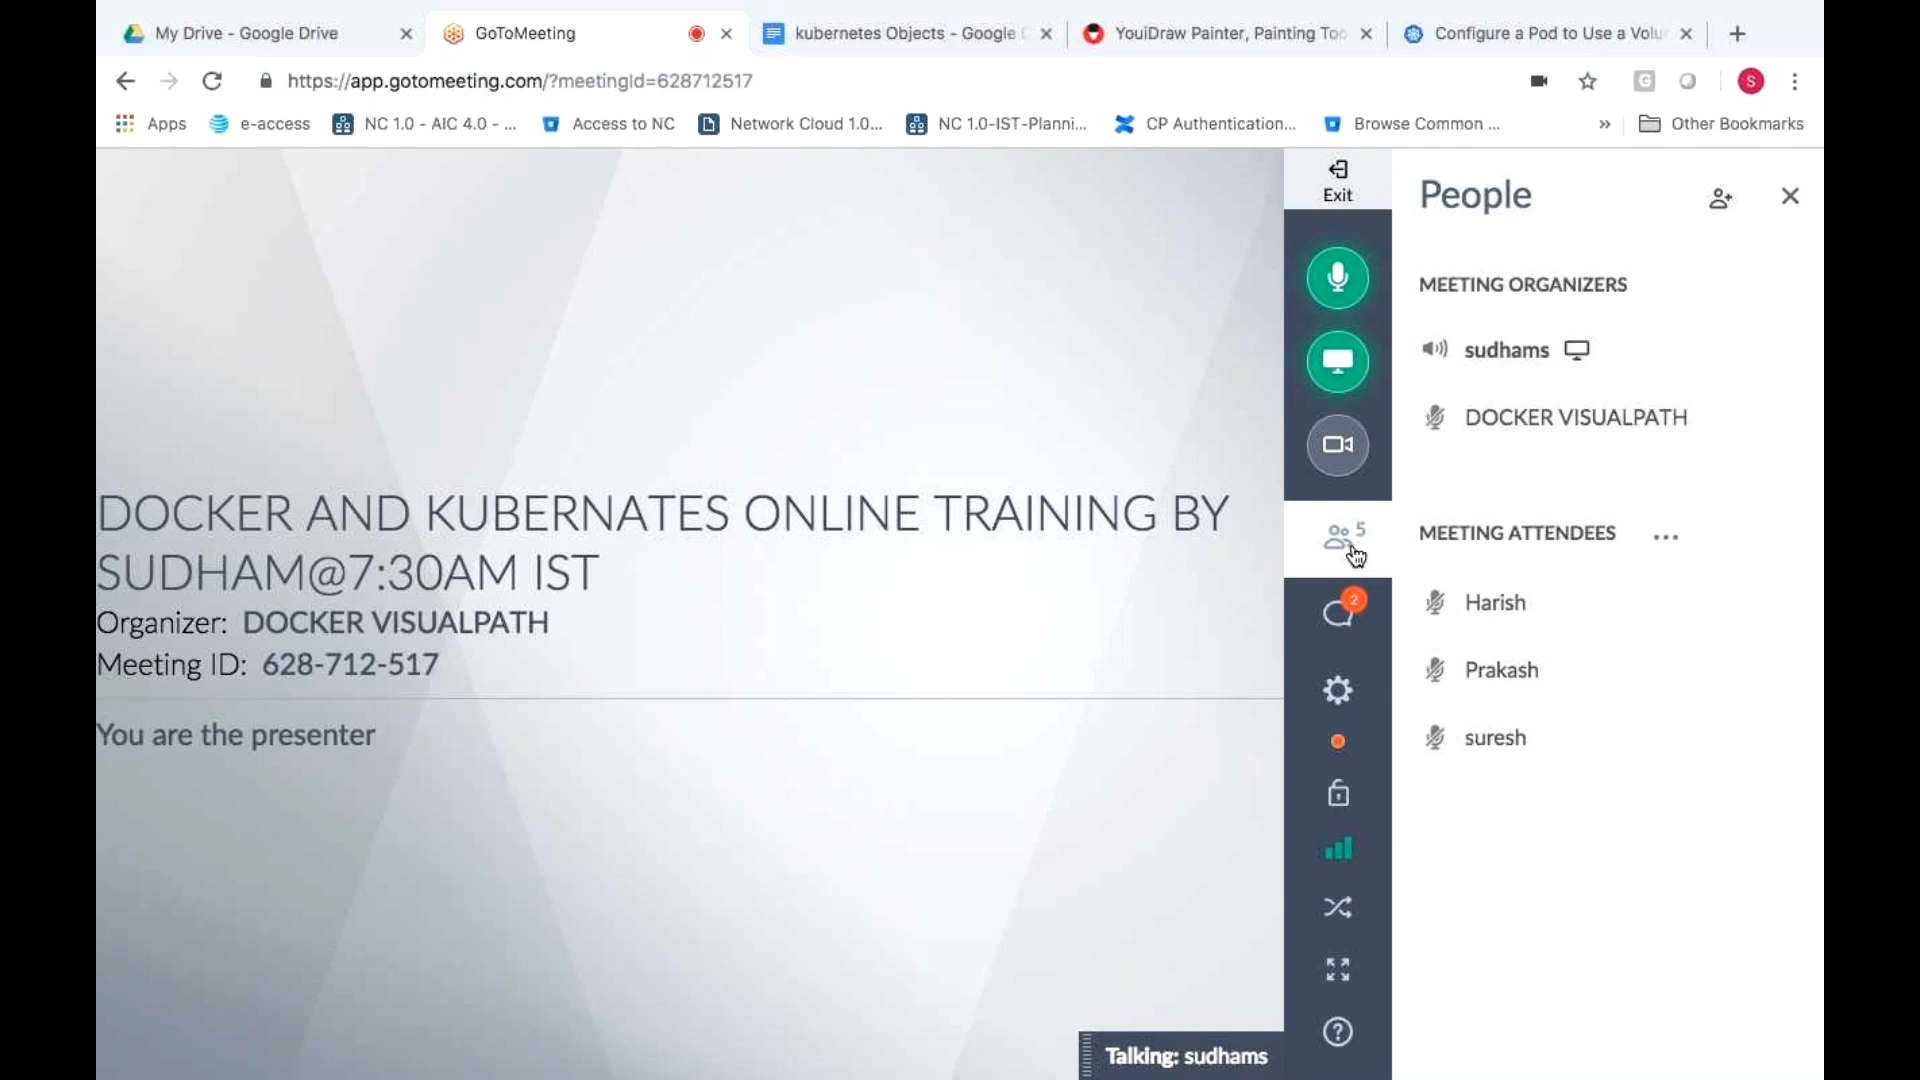 My Drive - Google Drive
GoToMeeting
kubernetes Objects - Google D
YouiDraw Painter, Painting Too
Configure a Pod to Use a Volu
https://app.gotomeeting.com/?meetingId=628712517
G
S
Apps
e-access
NC 1.0 - AIC 4.0 - ...
Access to NC
Network Cloud 1.0...
NC 1.0-IST-Planni...
CP Authentication...
Browse Common ...
»
Other Bookmarks
Exit
People
MEETING ORGANIZERS
sudhams
DOCKER VISUALPATH
DOCKER AND KUBERNATES ONLINE TRAINING BY
SUDHAM@7:30AM IST
Organizer: DOCKER VISUALPATH
Meeting ID: 628-712-517
You are the presenter
5
2
MEETING ATTENDEES ...
Harish
Prakash
suresh
Talking: sudhams